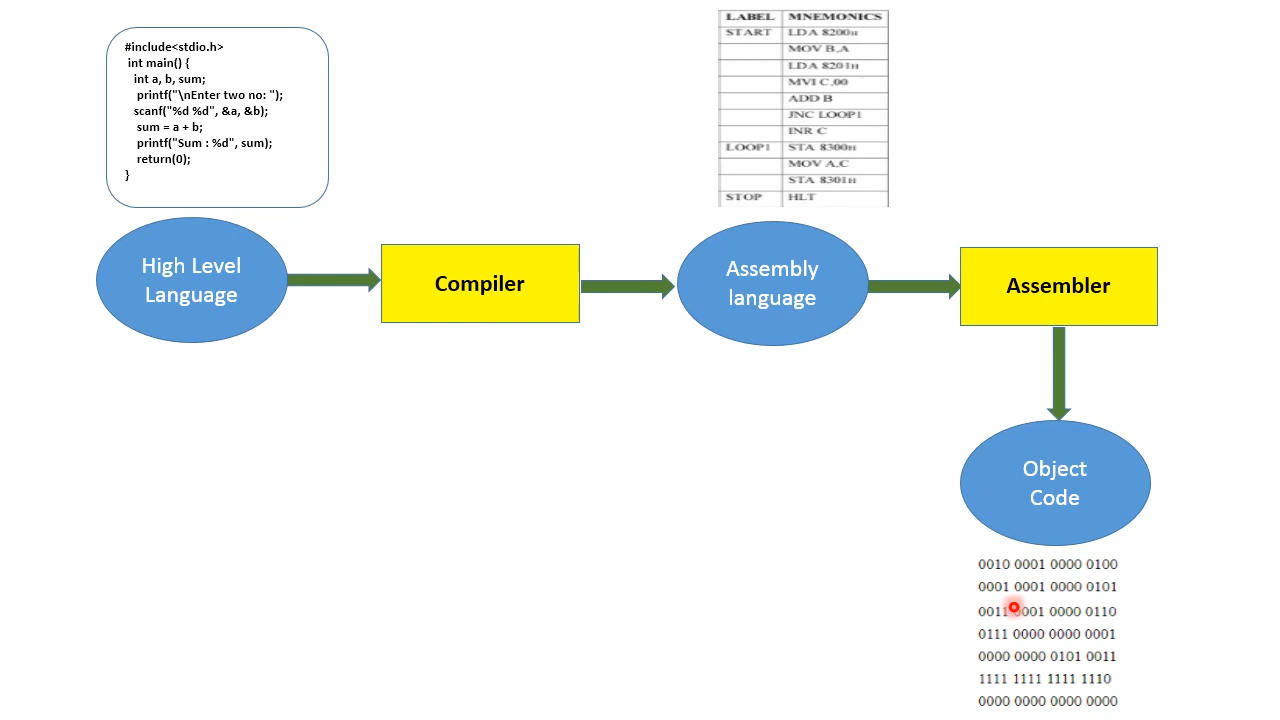 #include<stdio.h>
int main() {
int a, b, sum;
printf("\nEnter two no: ");
scanf("%d %d", &a, &b);
sum = a + b;
printf("Sum : %d", sum);
return(0);
}
High Level
Language
Compiler
LABEL MNEMONICS
START LDA 8200H
MOV B,A
LDA 8201H
MVI C,00
ADD B
JNC LOOP1
INR C
LOOP1 STA 8300H
MOV A,C
STA 8301H
STOP HLT
Assembly
language
Assembler
Object
Code
0010 0001 0000 0100
0001 0001 0000 0101
0011 0001 0000 0110
0111 0000 0000 0001
0000 0000 0101 0011
1111 1111 1111 1110
0000 0000 0000 0000